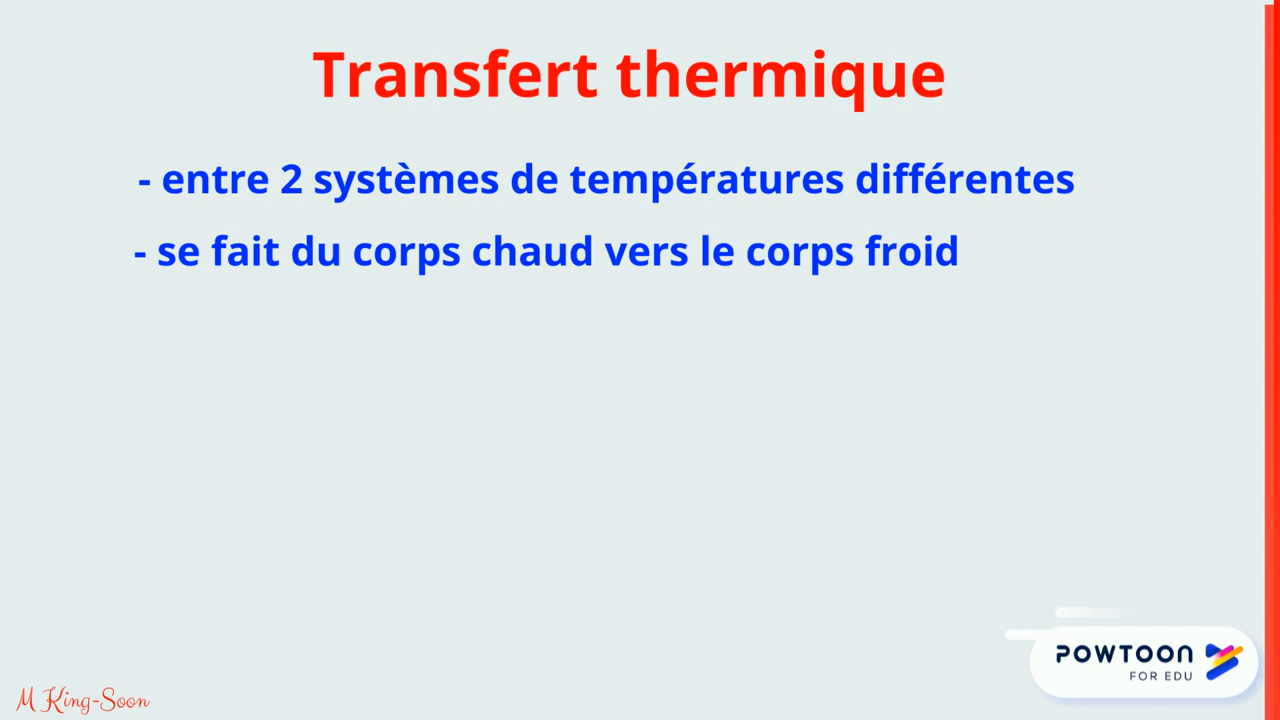 Transfert thermique
- entre 2 systèmes de températures différentes
- se fait du corps chaud vers le corps froid
POWTOON
FOR EDU
M King-Soon